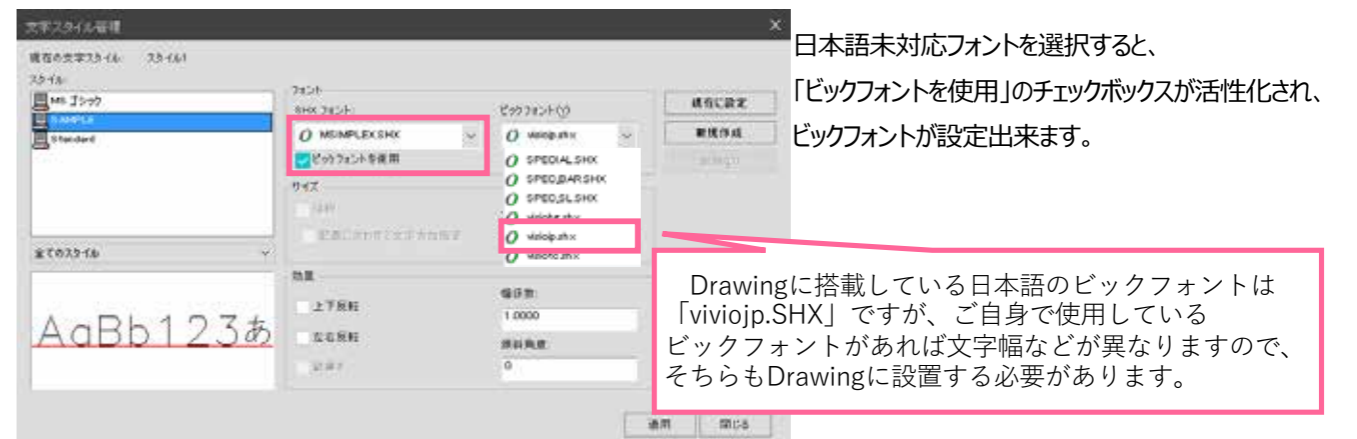 文字スタイル管理
×
現在の文字スタイル: スタイル1
スタイル:
MS ゴシック
SAMPLE
Standard
全てのスタイル
AaBb123あ
フォント
SHX フォント:
MSIMPLEX.SHX
ビックフォントを使用
ビックフォント(Y)
viviojp.shx
SPECIAL.SHX
SPEC_BAR.SHX
SPEC_SL.SHX
viviojp.shx
サイズ
効果
上下反転
左右反転
幅係数:
1.0000
傾斜角度:
0
現在に設定
新規作成
適用
閉じる
日本語未対応フォントを選択すると、
「ビックフォントを使用」のチェックボックスが活性化され、
ビックフォントが設定出来ます。
Drawingに搭載している日本語のビックフォントは
「viviojp.SHX」ですが、ご自身で使用している
ビックフォントがあれば文字幅などが異なりますので、
そちらもDrawingに設置する必要があります。